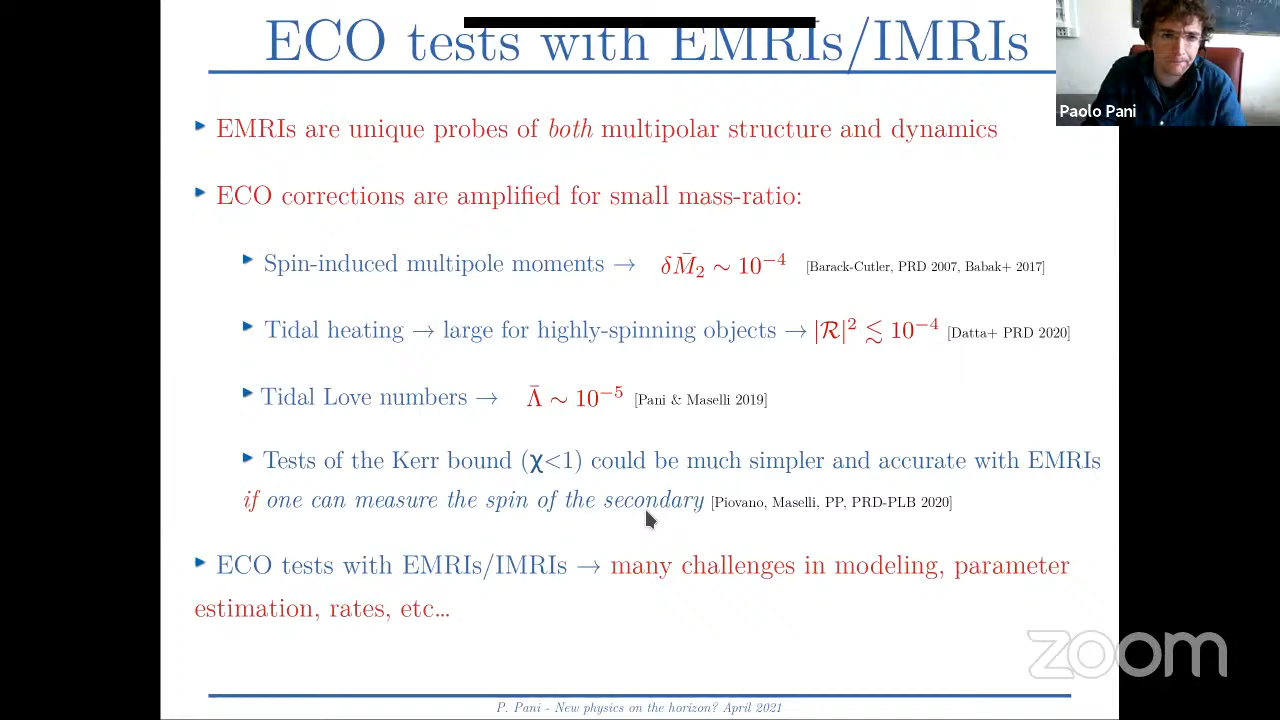 ECO tests with EMRIs/IMRIs
Paolo Pani
▸ EMRIs are unique probes of both multipolar structure and dynamics
▸ ECO corrections are amplified for small mass-ratio:
▸ Spin-induced multipole moments → δM̄₂ ∼ 10⁻⁴ [Barack-Cutler, PRD 2007, Babak+ 2017]
▸ Tidal heating → large for highly-spinning objects → |ℛ|² ≲ 10⁻⁴ [Datta+ PRD 2020]
▸ Tidal Love numbers → Λ̄ ∼ 10⁻⁵ [Pani & Maselli 2019]
▸ Tests of the Kerr bound (χ<1) could be much simpler and accurate with EMRIs
if one can measure the spin of the secondary [Piovano, Maselli, PP, PRD-PLB 2020]
▸ ECO tests with EMRIs/IMRIs → many challenges in modeling, parameter
estimation, rates, etc…
zoom
P. Pani - New physics on the horizon? April 2021